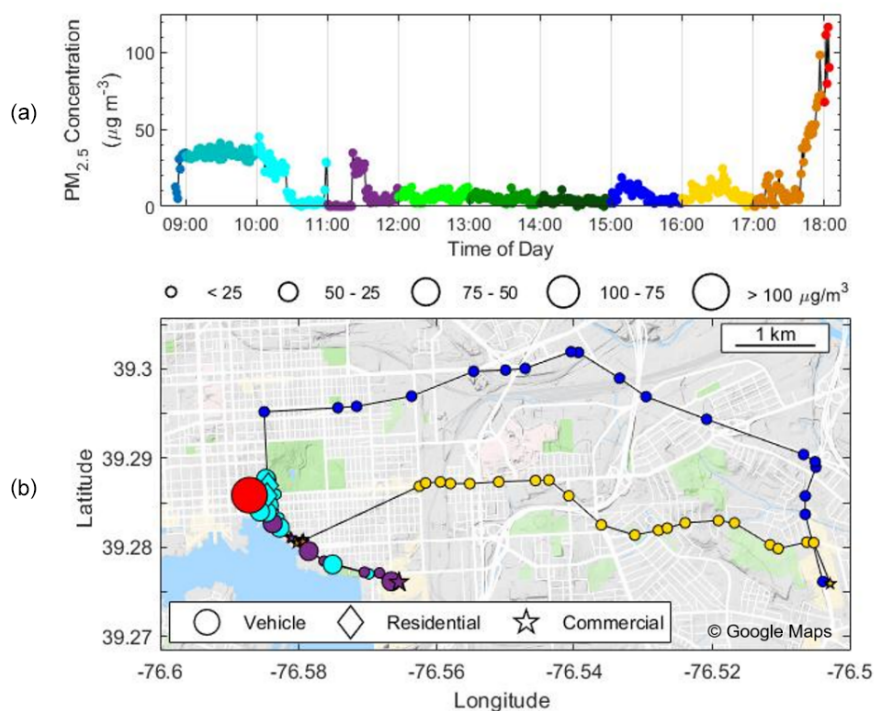 (a)
PM2.5 Concentration
(μg m-3)
100
50
0
09:00 10:00 11:00 12:00 13:00 14:00 15:00 16:00 17:00 18:00
Time of Day
< 25 50 - 25 75 - 50 100 - 75 > 100 μg/m3
1 km
(b)
Latitude
39.3
39.29
39.28
39.27
Vehicle Residential Commercial
© Google Maps
-76.6 -76.58 -76.56 -76.54 -76.52 -76.5
Longitude